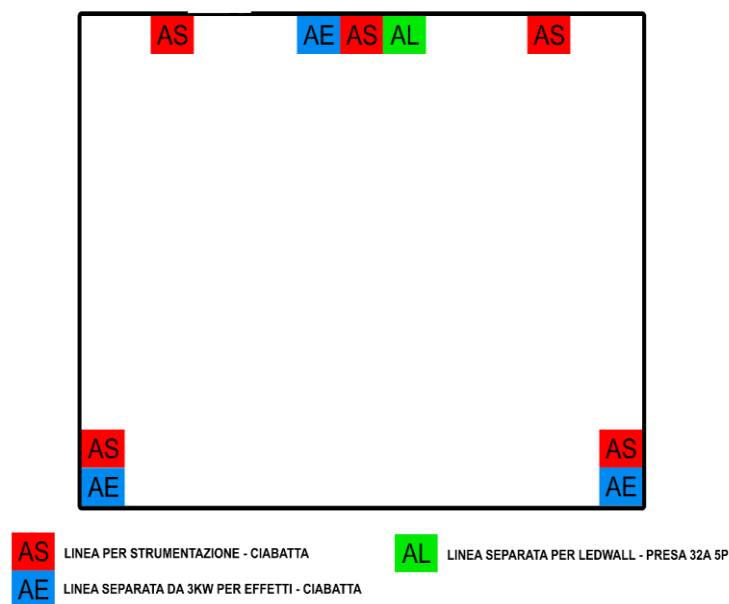 AS AE AS AL AS
AS AS
AE AE
AS LINEA PER STRUMENTAZIONE - CIABATTA
AL LINEA SEPARATA PER LEDWALL - PRESA 32A 5P
AE LINEA SEPARATA DA 3KW PER EFFETTI - CIABATTA